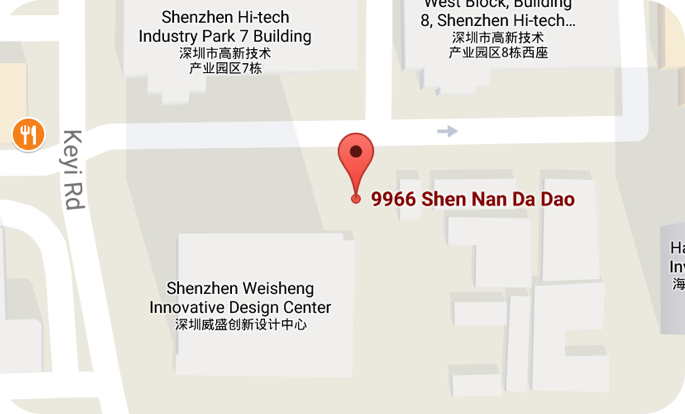 Shenzhen Hi-tech
Industry Park 7 Building
深圳市高新技术
产业园区7栋
West Block, Building
8, Shenzhen Hi-tech...
深圳市高新技术
产业园区8栋西座
Keyi Rd
9966 Shen Nan Da Dao
Ha
Inv
海
Shenzhen Weisheng
Innovative Design Center
深圳威盛创新设计中心